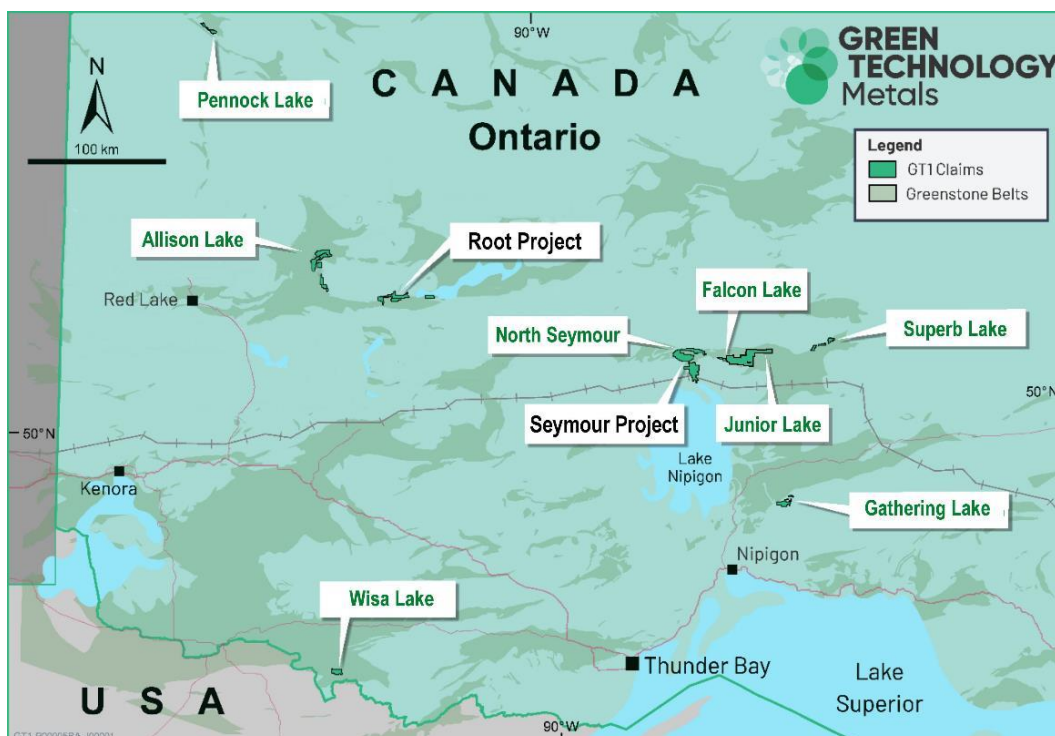 90°W
GREEN
TECHNOLOGY
Metals
N
Pennock Lake
CANADA
Ontario
100 km
Legend
GT1 Claims
Greenstone Belts
Allison Lake
Root Project
Red Lake
Falcon Lake
North Seymour
Superb Lake
50°N
Seymour Project
Junior Lake
50°N
Lake
Nipigon
Kenora
Gathering Lake
Nipigon
Wisa Lake
Thunder Bay
Lake
Superior
USA
90°W